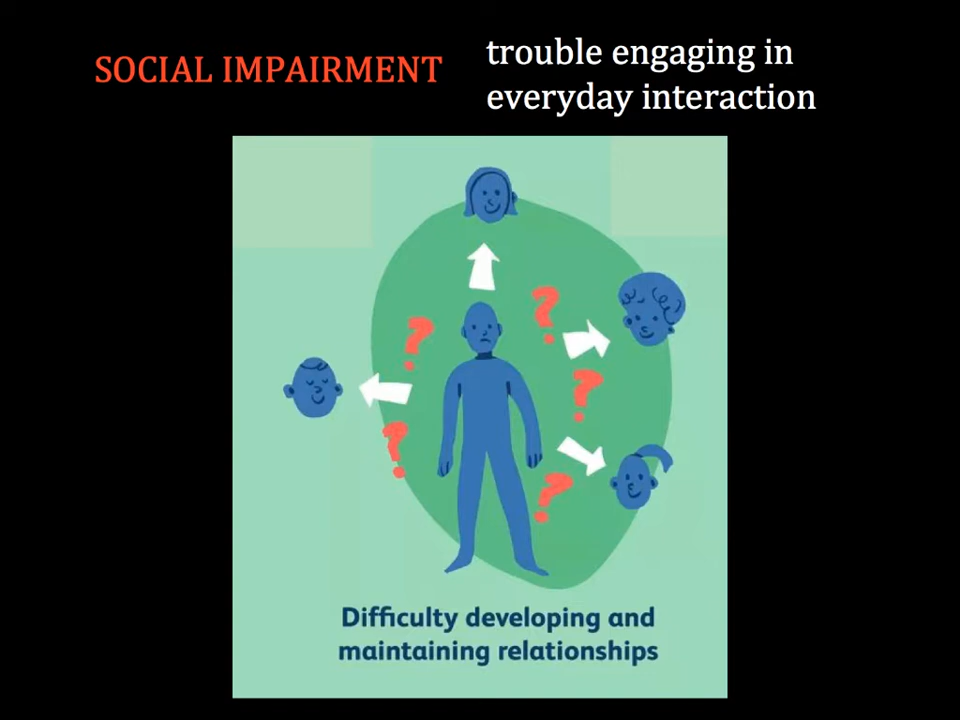 SOCIAL IMPAIRMENT
trouble engaging in
everyday interaction
?
?
?
?
?
Difficulty developing and
maintaining relationships